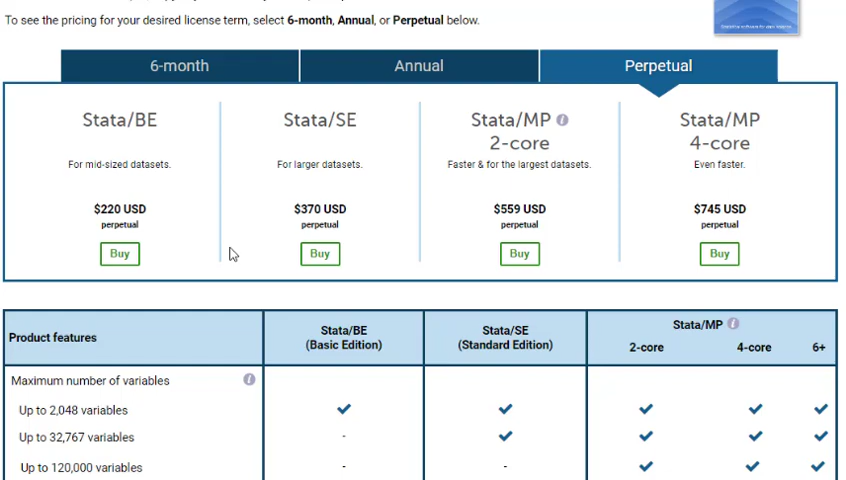 To see the pricing for your desired license term, select 6-month, Annual, or Perpetual below.
6-month Annual Perpetual
Stata/BE
For mid-sized datasets.
$220 USD
perpetual
Buy
Stata/SE
For larger datasets.
$370 USD
perpetual
Buy
Stata/MP
2-core
Faster & for the largest datasets.
$559 USD
perpetual
Buy
Stata/MP
4-core
Even faster.
$745 USD
perpetual
Buy
Product features
Stata/BE
(Basic Edition)
Stata/SE
(Standard Edition)
Stata/MP
2-core 4-core 6+
Maximum number of variables
Up to 2,048 variables
Up to 32,767 variables -
Up to 120,000 variables - -